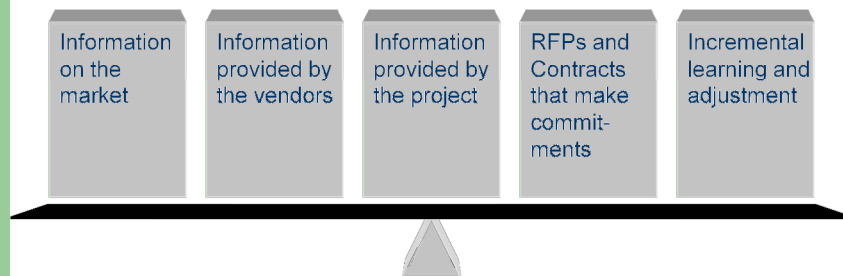 Information
on the
market
Information
provided by
the vendors
Information
provided by
the project
RFPs and
Contracts
that make
commit-
ments
Incremental
learning and
adjustment